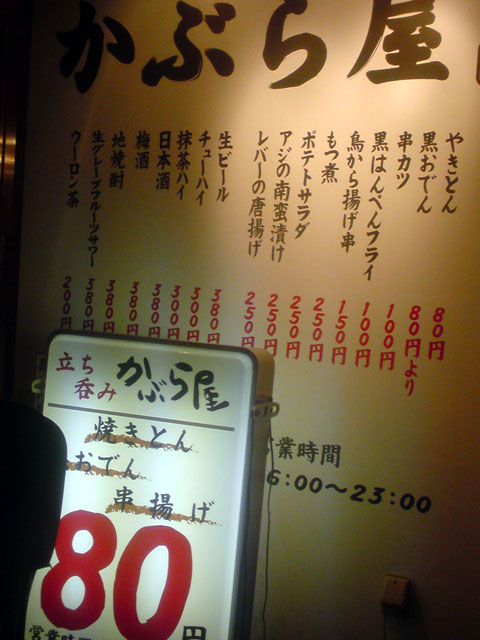 かぶら屋
やきとん 80円
黒おでん 80円より
串カツ 100円
黒はんぺんフライ 100円
鳥から揚げ串 150円
もつ煮 250円
ポテトサラダ 250円
アジの南蛮漬け 250円
レバーの唐揚げ 250円
生ビール 380円
チューハイ 300円
抹茶ハイ 300円
日本酒 380円
梅酒 380円
地焼酎 380円
生グレープフルーツサワー 380円
ウーロン茶 200円
営業時間
6:00〜23:00
立ち呑み かぶら屋
焼きとん
おでん
串揚げ
80円
営業時間